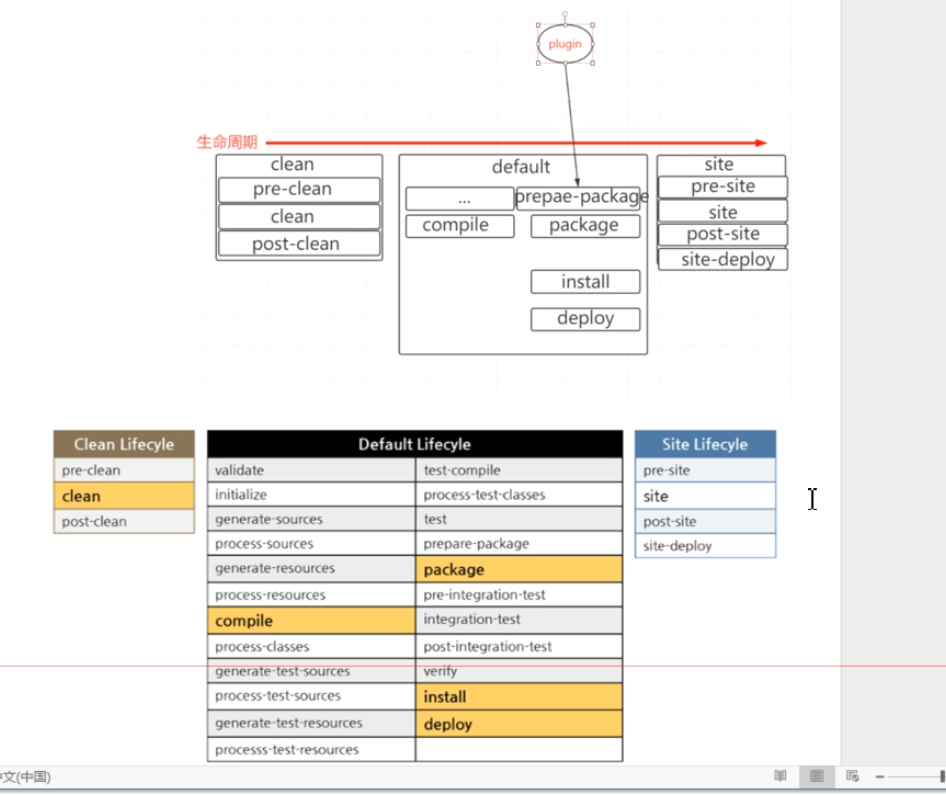 plugin
生命周期
clean
pre-clean
clean
post-clean
default
...
prepae-package
compile
package
install
deploy
site
pre-site
site
post-site
site-deploy
Clean Lifecyle
pre-clean
clean
post-clean
Default Lifecyle
validate test-compile
initialize process-test-classes
generate-sources test
process-sources prepare-package
generate-resources package
process-resources pre-integration-test
compile integration-test
process-classes post-integration-test
generate-test-sources verify
process-test-sources install
generate-test-resources deploy
processs-test-resources
Site Lifecyle
pre-site
site
post-site
site-deploy
文(中国)